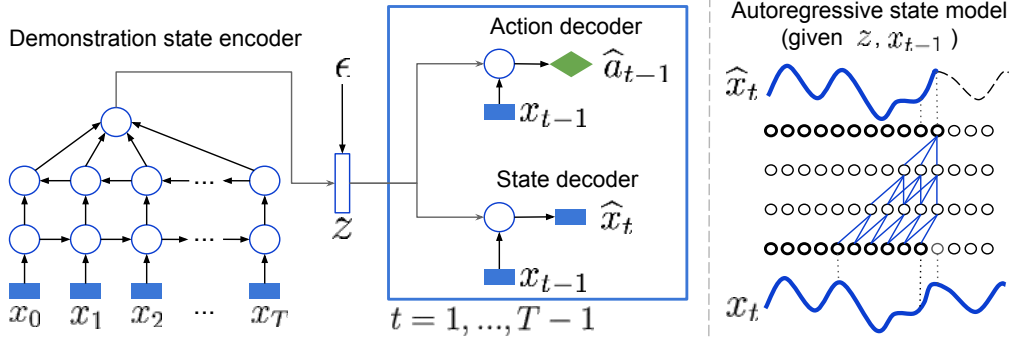 Demonstration state encoder
x_0 x_1 x_2 ... x_T
...
...
ϵ
z
Action decoder
â_{t−1}
x_{t−1}
State decoder
x̂_t
x_{t−1}
t = 1, ..., T − 1
Autoregressive state model
(given z, x_{t−1})
x̂_t
x_t